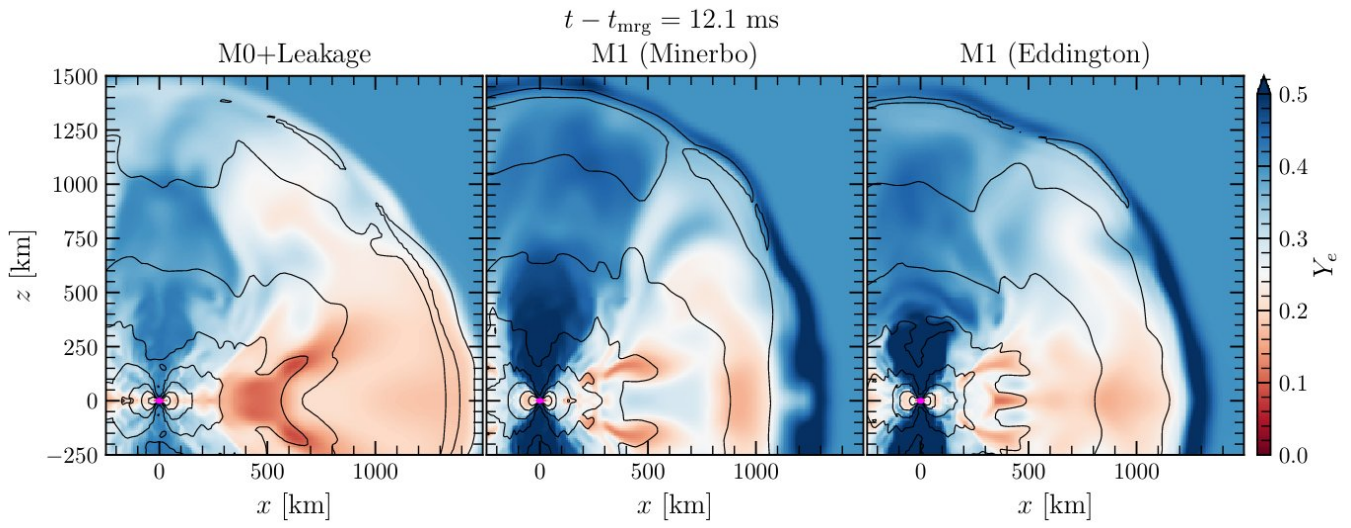 t − t_mrg = 12.1 ms
M0+Leakage
M1 (Minerbo)
M1 (Eddington)
1500
1250
1000
750
500
250
0
−250
z [km]
0 500 1000
0 500 1000
0 500 1000
x [km]
x [km]
x [km]
0.5
0.4
0.3
0.2
0.1
0.0
Y_e